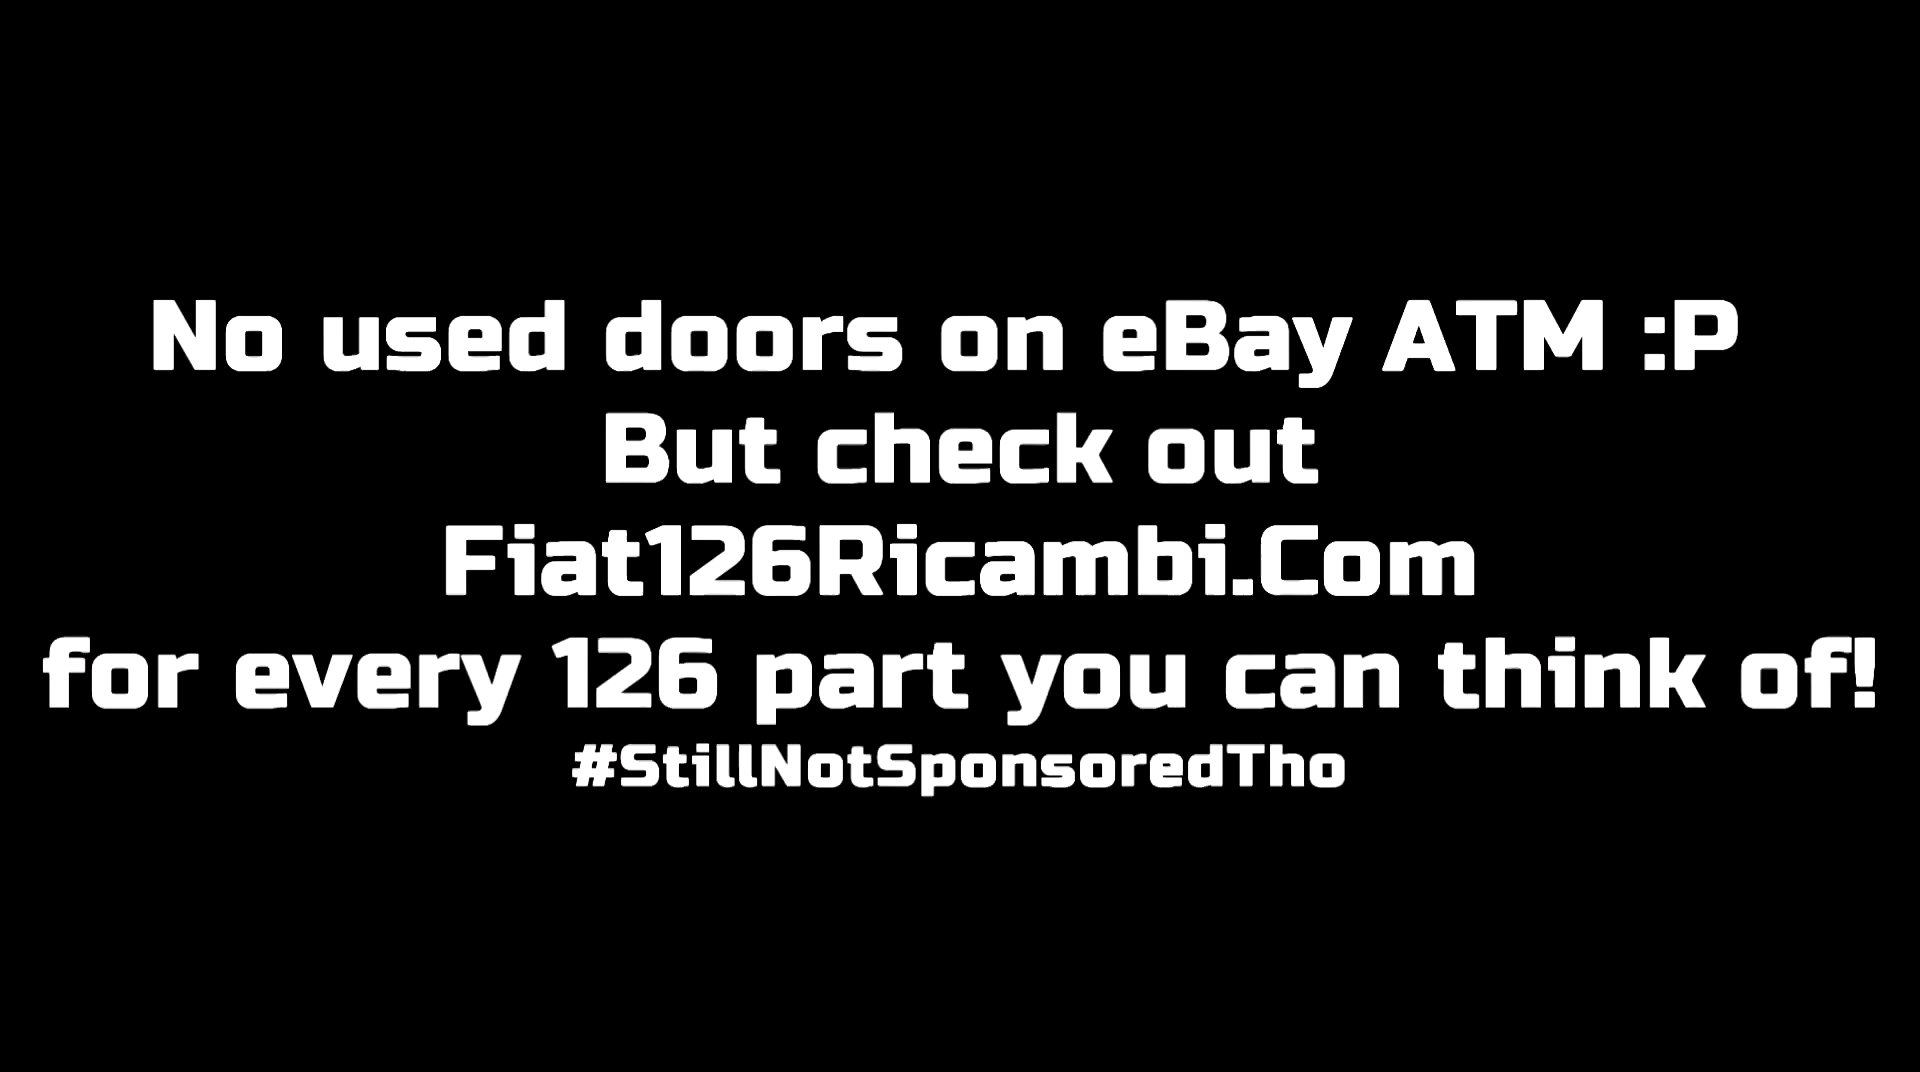 No used doors on eBay ATM :P
But check out
Fiat126Ricambi.Com
for every 126 part you can think of!
#StillNotSponsoredTho